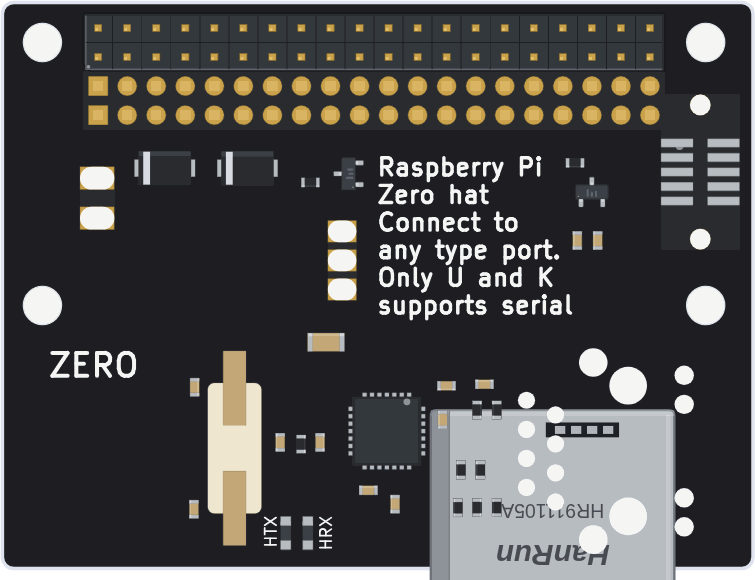 Raspberry Pi
Zero hat
Connect to
any type port.
Only U and K
supports serial
ZERO
HTX
HRX
HR911105A
HanRun